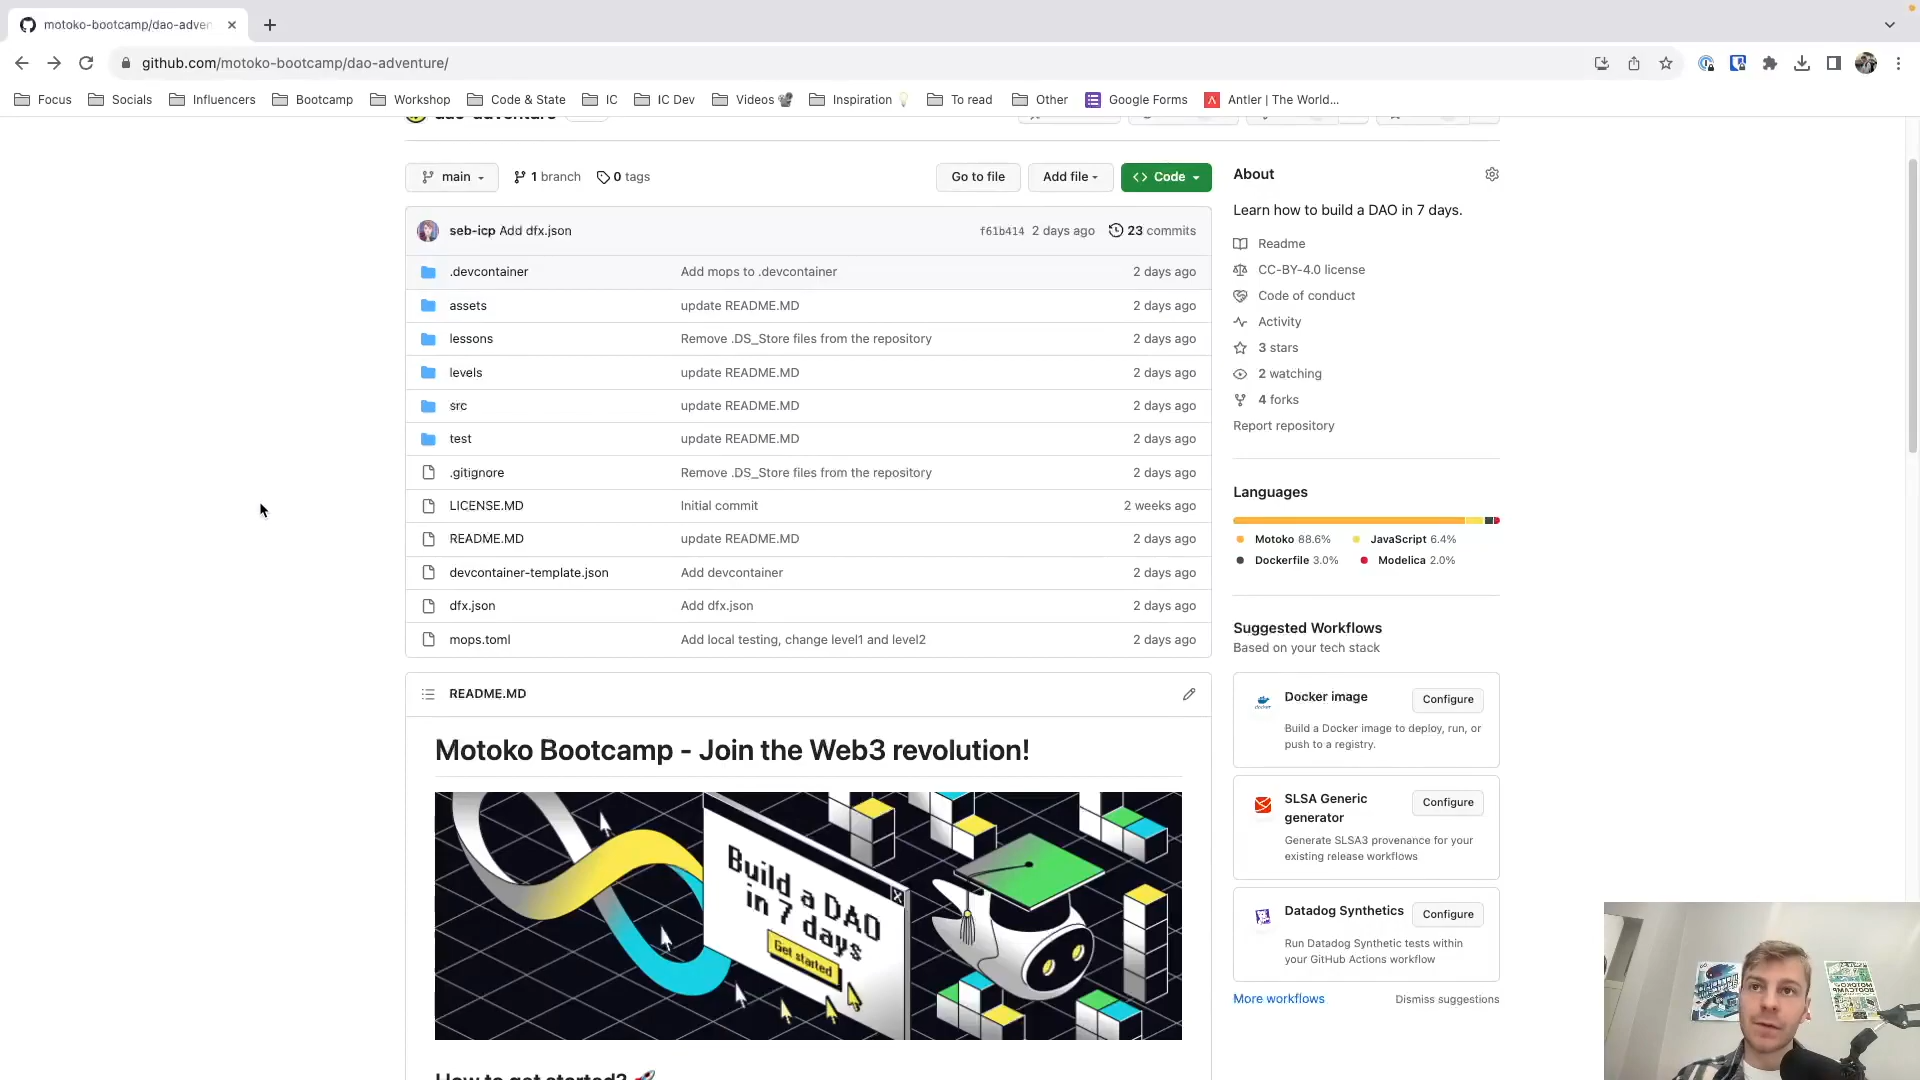 motoko-bootcamp/dao-adven
github.com/motoko-bootcamp/dao-adventure/
Focus Socials Influencers Bootcamp Workshop Code & State IC IC Dev Videos Inspiration To read Other Google Forms Antler | The World...
dao-adventure
main 1 branch 0 tags Go to file Add file Code
seb-icp Add dfx.json f61b414 2 days ago 23 commits
.devcontainer Add mops to .devcontainer 2 days ago
assets update README.MD 2 days ago
lessons Remove .DS_Store files from the repository 2 days ago
levels update README.MD 2 days ago
src update README.MD 2 days ago
test update README.MD 2 days ago
.gitignore Remove .DS_Store files from the repository 2 days ago
LICENSE.MD Initial commit 2 weeks ago
README.MD update README.MD 2 days ago
devcontainer-template.json Add devcontainer 2 days ago
dfx.json Add dfx.json 2 days ago
mops.toml Add local testing, change level1 and level2 2 days ago
README.MD
Motoko Bootcamp - Join the Web3 revolution!
Build a DAO
in 7 days
Get started
How to get started?
About
Learn how to build a DAO in 7 days.
Readme
CC-BY-4.0 license
Code of conduct
Activity
3 stars
2 watching
4 forks
Report repository
Languages
Motoko 88.6% JavaScript 6.4%
Dockerfile 3.0% Modelica 2.0%
Suggested Workflows
Based on your tech stack
Docker image Configure
Build a Docker image to deploy, run, or
push to a registry.
SLSA Generic
generator Configure
Generate SLSA3 provenance for your
existing release workflows
Datadog Synthetics Configure
Run Datadog Synthetic tests within
your GitHub Actions workflow
More workflows Dismiss suggestions